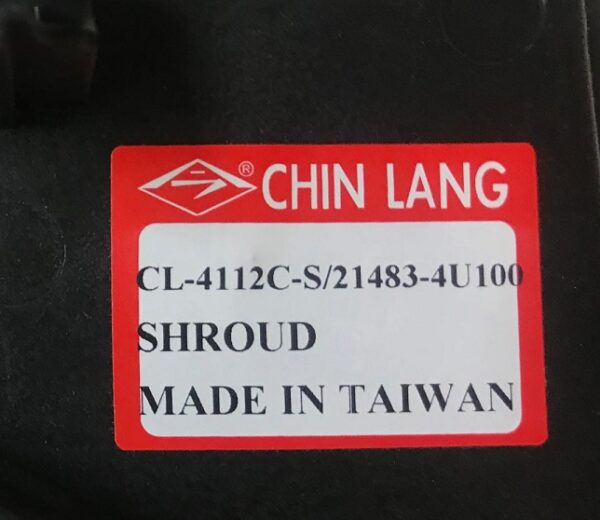 ® CHIN LANG
CL-4112C-S/21483-4U100
SHROUD
MADE IN TAIWAN